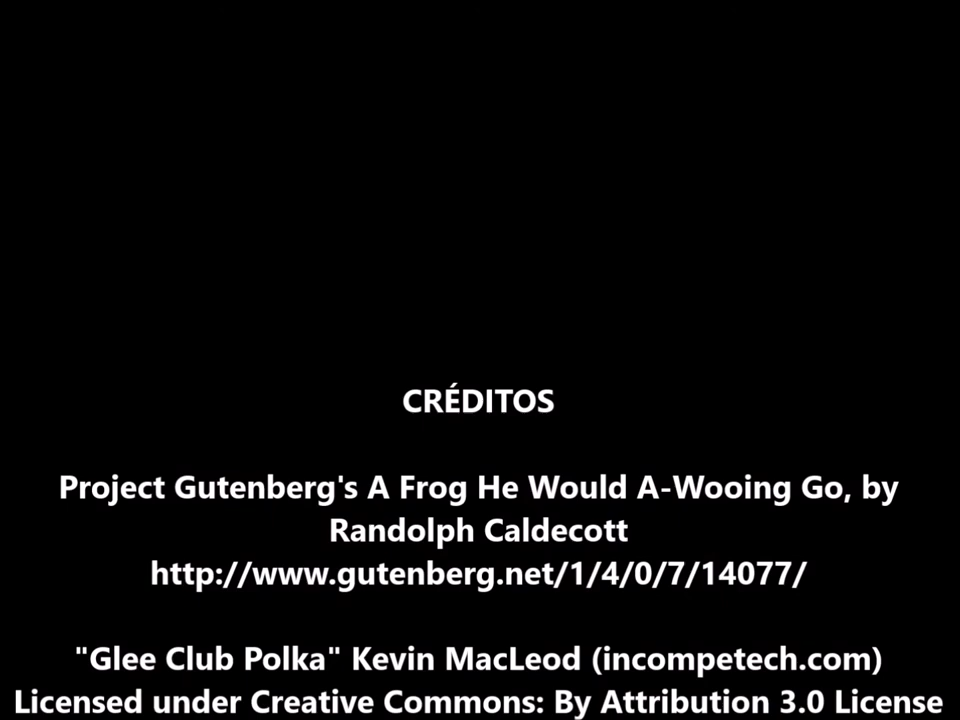 CRÉDITOS
Project Gutenberg's A Frog He Would A-Wooing Go, by
Randolph Caldecott
http://www.gutenberg.net/1/4/0/7/14077/
"Glee Club Polka" Kevin MacLeod (incompetech.com)
Licensed under Creative Commons: By Attribution 3.0 License